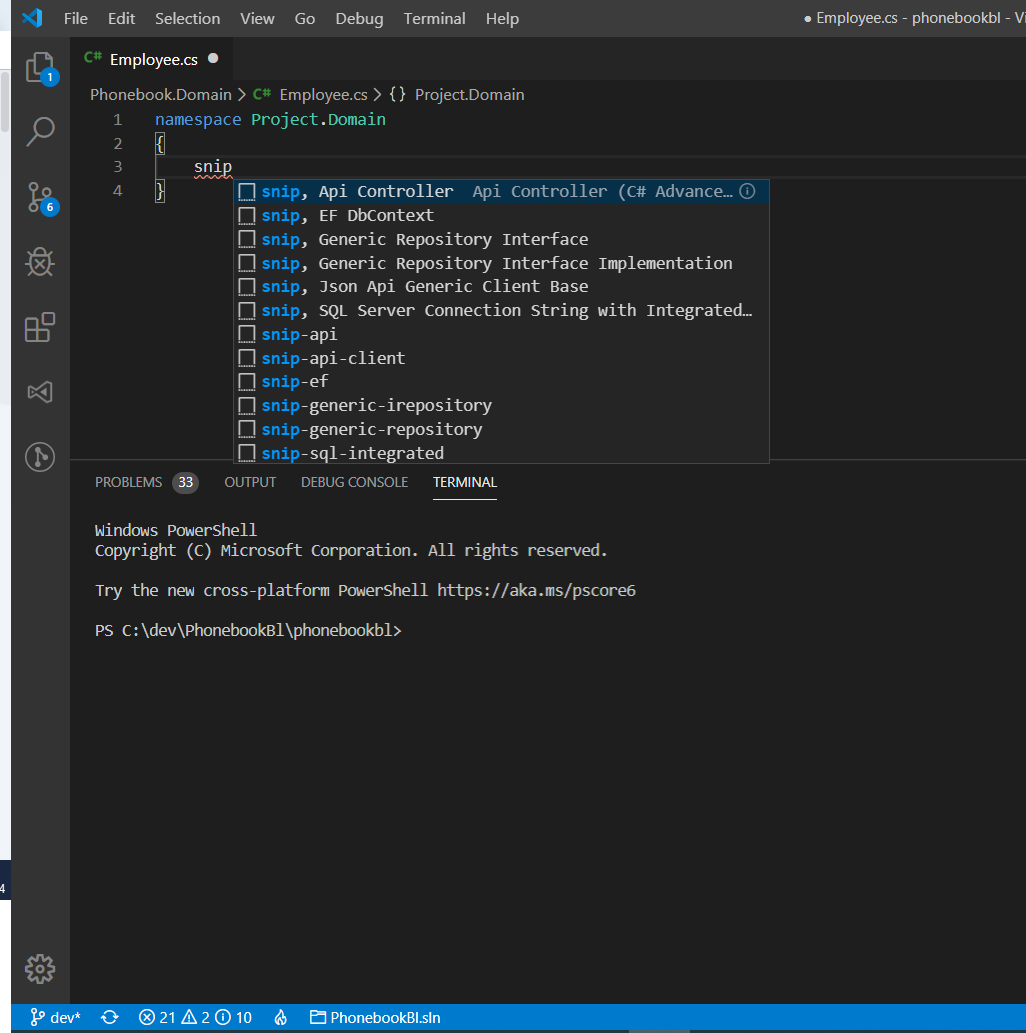 File Edit Selection View Go Debug Terminal Help ● Employee.cs - phonebookbl - Vi
C# Employee.cs ●
1
Phonebook.Domain > C# Employee.cs > {} Project.Domain
1 namespace Project.Domain
2 {
3 snip
4 }
snip, Api Controller Api Controller (C# Advance…
snip, EF DbContext
snip, Generic Repository Interface
snip, Generic Repository Interface Implementation
snip, Json Api Generic Client Base
snip, SQL Server Connection String with Integrated…
snip-api
snip-api-client
snip-ef
snip-generic-irepository
snip-generic-repository
snip-sql-integrated
6
PROBLEMS 33 OUTPUT DEBUG CONSOLE TERMINAL
Windows PowerShell
Copyright (C) Microsoft Corporation. All rights reserved.
Try the new cross-platform PowerShell https://aka.ms/pscore6
PS C:\dev\PhonebookBl\phonebookbl>
4
dev* 21 2 10 PhonebookBl.sln